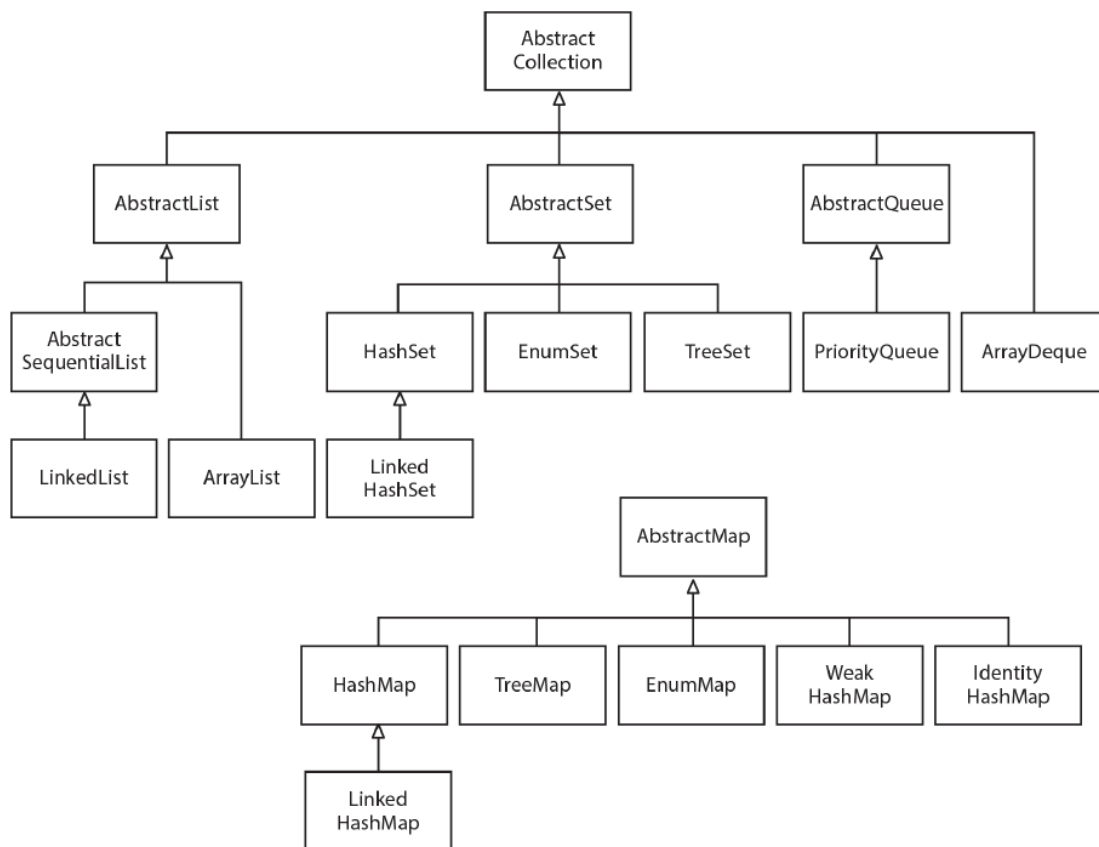 Abstract
Collection
AbstractList
AbstractSet
AbstractQueue
Abstract
SequentialList
HashSet
EnumSet
TreeSet
PriorityQueue
ArrayDeque
LinkedList
ArrayList
Linked
HashSet
AbstractMap
HashMap
TreeMap
EnumMap
Weak
HashMap
Identity
HashMap
Linked
HashMap